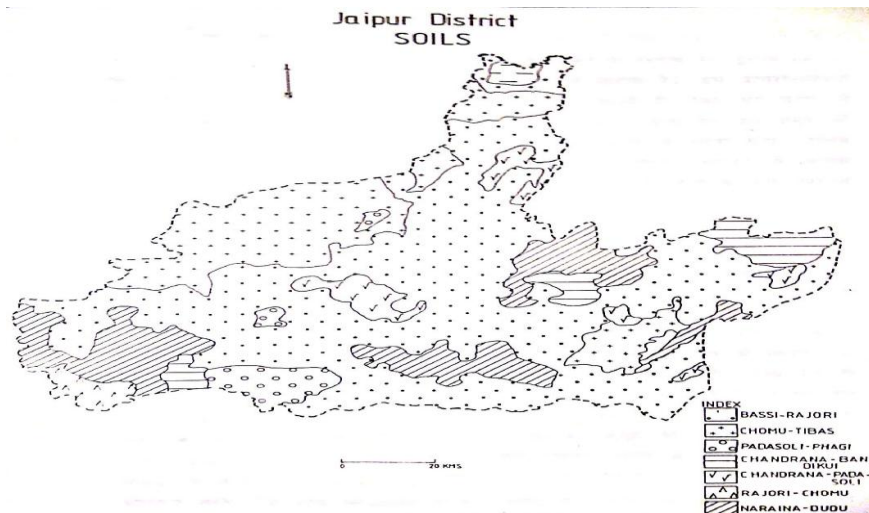 Jaipur District
SOILS
0 20 KMS
INDEX
BASSI-RAJORI
CHOMU-TIBAS
PADASOLI-PHAGI
CHANDRANA-BAN
DIKUI
CHANDRANA-PADA-
SOLI
RAJORI-CHOMU
NARAINA-DUDU